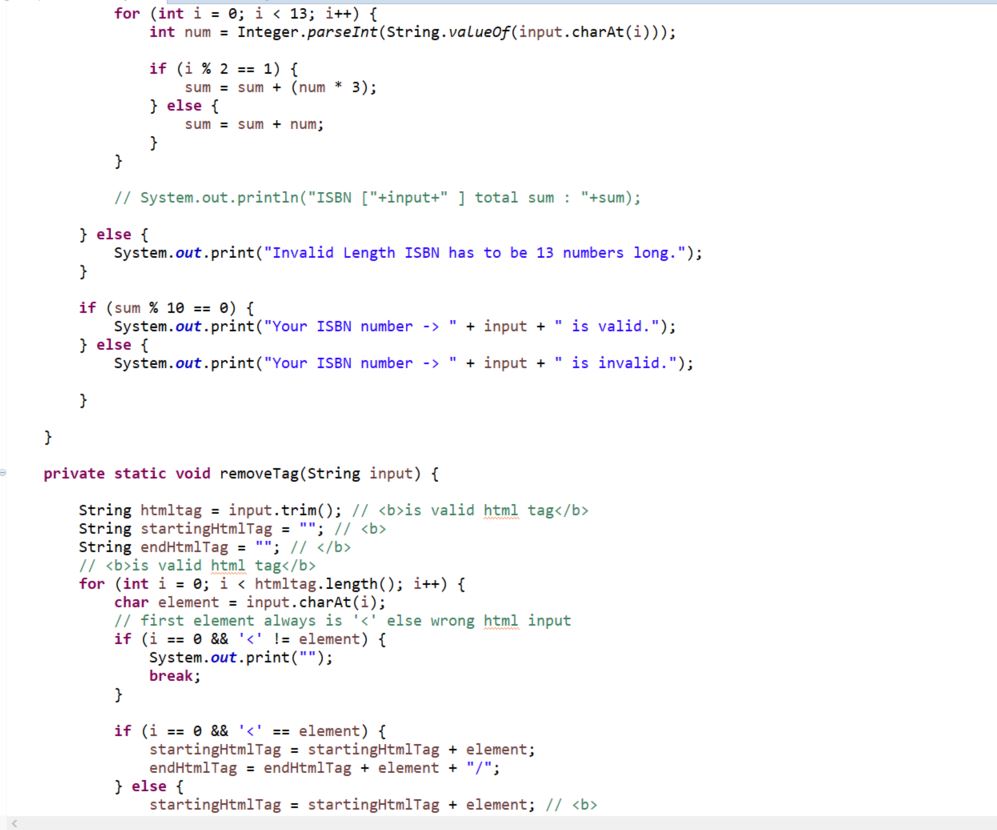 for (int i = 0; i < 13; i++) {
int num = Integer.parseInt(String.valueOf(input.charAt(i)));
if (i % 2 == 1) {
sum = sum + (num * 3);
} else {
sum = sum + num;
}
}
// System.out.println("ISBN ["+input+" ] total sum : "+sum);
} else {
System.out.print("Invalid Length ISBN has to be 13 numbers long.");
}
if (sum % 10 == 0) {
System.out.print("Your ISBN number -> " + input + " is valid.");
} else {
System.out.print("Your ISBN number -> " + input + " is invalid.");
}
}
private static void removeTag(String input) {
String htmltag = input.trim(); // <b>is valid html tag</b>
String startingHtmlTag = ""; // <b>
String endHtmlTag = ""; // </b>
// <b>is valid html tag</b>
for (int i = 0; i < htmltag.length(); i++) {
char element = input.charAt(i);
// first element always is '<' else wrong html input
if (i == 0 && '<' != element) {
System.out.print("");
break;
}
if (i == 0 && '<' == element) {
startingHtmlTag = startingHtmlTag + element;
endHtmlTag = endHtmlTag + element + "/";
} else {
startingHtmlTag = startingHtmlTag + element; // <b>